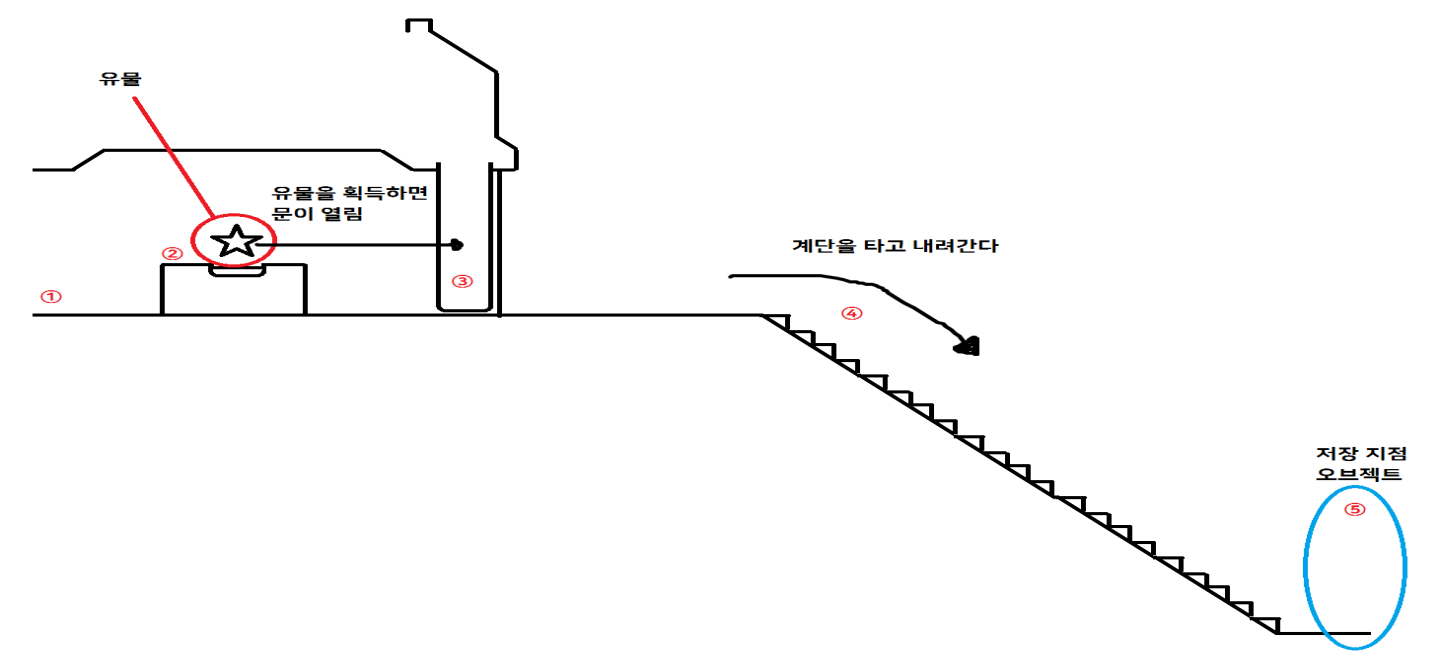 유물
유물을 획득하면
문이 열림
②
③
①
계단을 타고 내려간다
④
저장 지점
오브젝트
⑤